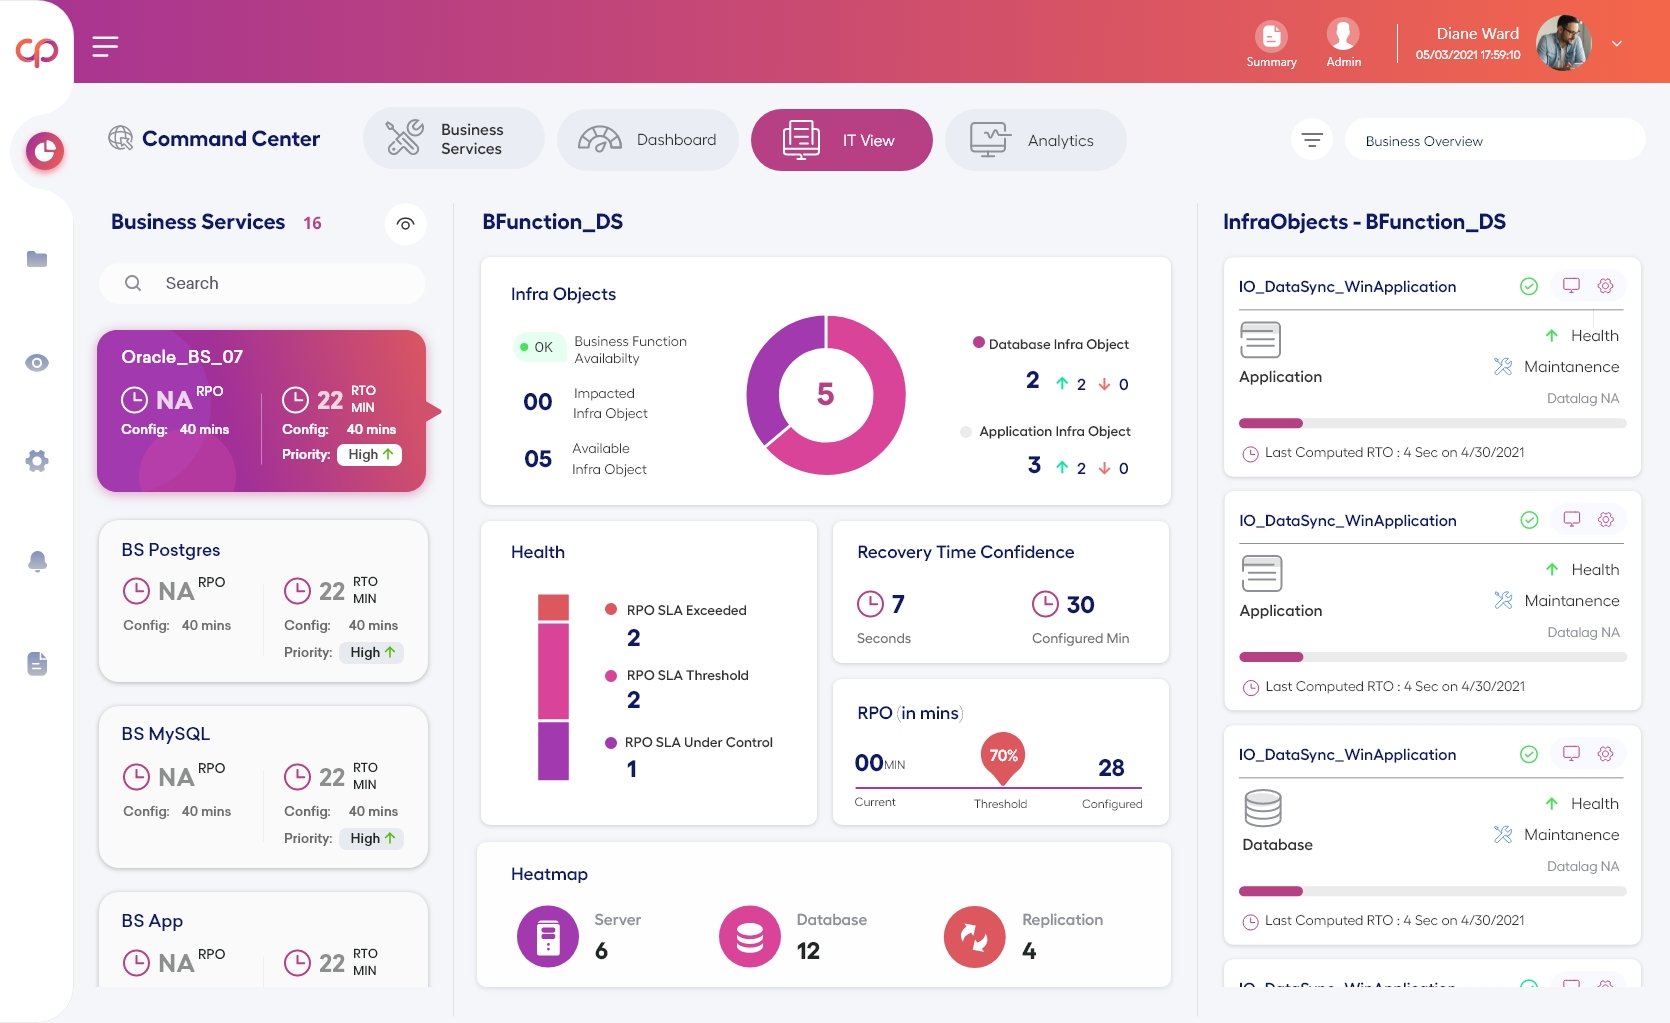 cp
Summary
Admin
Diane Ward
05/03/2021 17:59:10
Command Center
Business
Services
Dashboard
IT View
Analytics
Business Overview
Business Services 16
Search
Oracle_BS_07
NA RPO
22 RTO
MIN
Config: 40 mins
Config: 40 mins
Priority: High
BS Postgres
NA RPO
22 RTO
MIN
Config: 40 mins
Config: 40 mins
Priority: High
BS MySQL
NA RPO
22 RTO
MIN
Config: 40 mins
Config: 40 mins
Priority: High
BS App
NA RPO
22 RTO
MIN
BFunction_DS
Infra Objects
OK
Business Function
Availabilty
00
Impacted
Infra Object
05
Available
Infra Object
5
Database Infra Object
2 2 0
Application Infra Object
3 2 0
Health
RPO SLA Exceeded
2
RPO SLA Threshold
2
RPO SLA Under Control
1
Recovery Time Confidence
7
Seconds
30
Configured Min
RPO (in mins)
00 MIN
Current
70%
Threshold
28
Configured
Heatmap
Server
6
Database
12
Replication
4
InfraObjects - BFunction_DS
IO_DataSync_WinApplication
Application
Health
Maintanence
Datalag NA
Last Computed RTO : 4 Sec on 4/30/2021
IO_DataSync_WinApplication
Application
Health
Maintanence
Datalag NA
Last Computed RTO : 4 Sec on 4/30/2021
IO_DataSync_WinApplication
Database
Health
Maintanence
Datalag NA
Last Computed RTO : 4 Sec on 4/30/2021
IO_DataSync_WinApplication